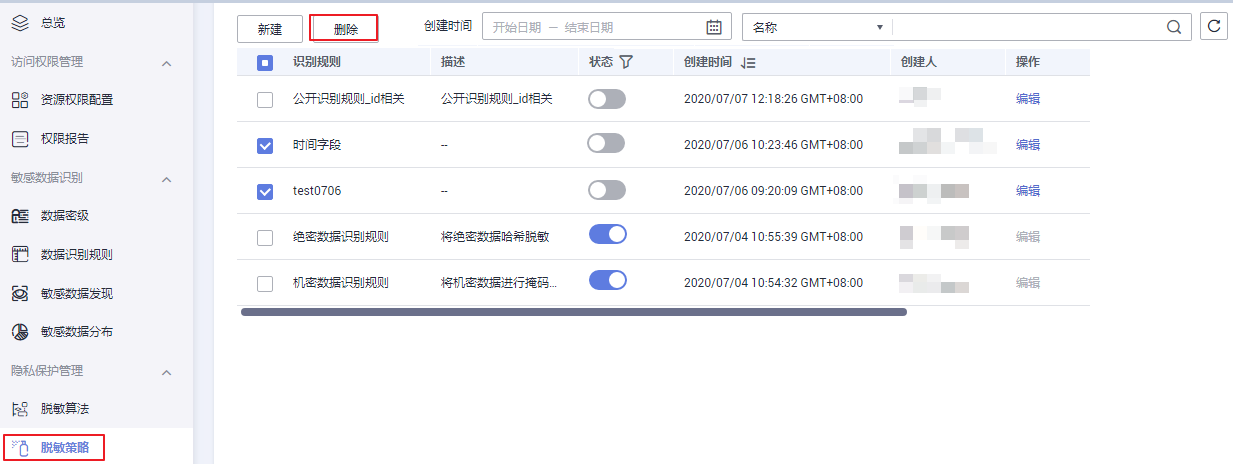 总览
访问权限管理
资源权限配置
权限报告
敏感数据识别
数据密级
数据识别规则
敏感数据发现
敏感数据分布
隐私保护管理
脱敏算法
脱敏策略
新建 删除 创建时间 开始日期 — 结束日期 名称
识别规则 描述 状态 创建时间 创建人 操作
公开识别规则_id相关 公开识别规则_id相关 2020/07/07 12:18:26 GMT+08:00 编辑
时间字段 -- 2020/07/06 10:23:46 GMT+08:00 编辑
test0706 -- 2020/07/06 09:20:09 GMT+08:00 编辑
绝密数据识别规则 将绝密数据哈希脱敏 2020/07/04 10:55:39 GMT+08:00 编辑
机密数据识别规则 将机密数据进行掩码... 2020/07/04 10:54:32 GMT+08:00 编辑